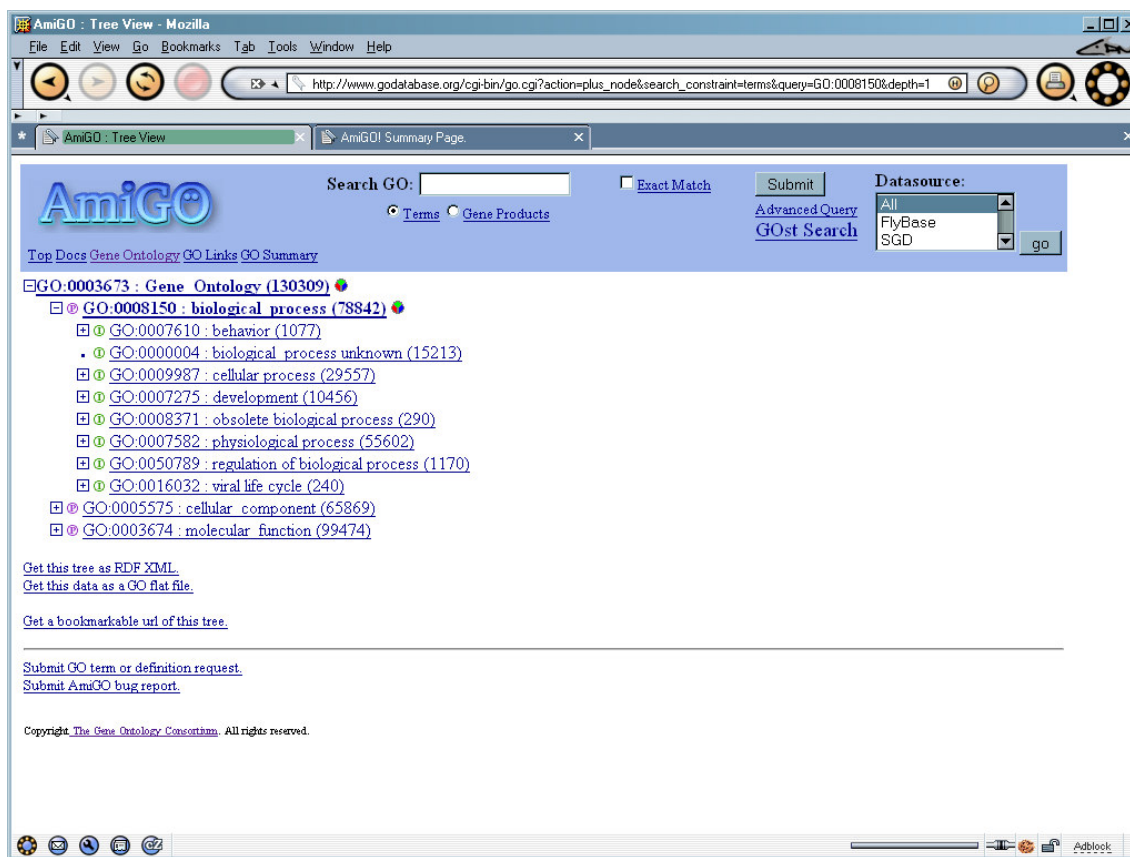 AmiGO : Tree View - Mozilla
File Edit View Go Bookmarks Tab Tools Window Help
http://www.godatabase.org/cgi-bin/go.cgi?action=plus_node&search_constraint=terms&query=GO:0008150&depth=1
AmiGO : Tree View
AmiGO! Summary Page.
AmiGO
Search GO:
Exact Match
Submit
Datasource:
Terms Gene Products
Advanced Query
GOst Search
All
FlyBase
SGD
go
Top Docs Gene Ontology GO Links GO Summary
GO:0003673 : Gene_Ontology (130309)
GO:0008150 : biological_process (78842)
GO:0007610 : behavior (1077)
GO:0000004 : biological_process unknown (15213)
GO:0009987 : cellular process (29557)
GO:0007275 : development (10456)
GO:0008371 : obsolete biological process (290)
GO:0007582 : physiological process (55602)
GO:0050789 : regulation of biological process (1170)
GO:0016032 : viral life cycle (240)
GO:0005575 : cellular_component (65869)
GO:0003674 : molecular_function (99474)
Get this tree as RDF XML.
Get this data as a GO flat file.
Get a bookmarkable url of this tree.
Submit GO term or definition request.
Submit AmiGO bug report.
Copyright The Gene Ontology Consortium. All rights reserved.
Adblock